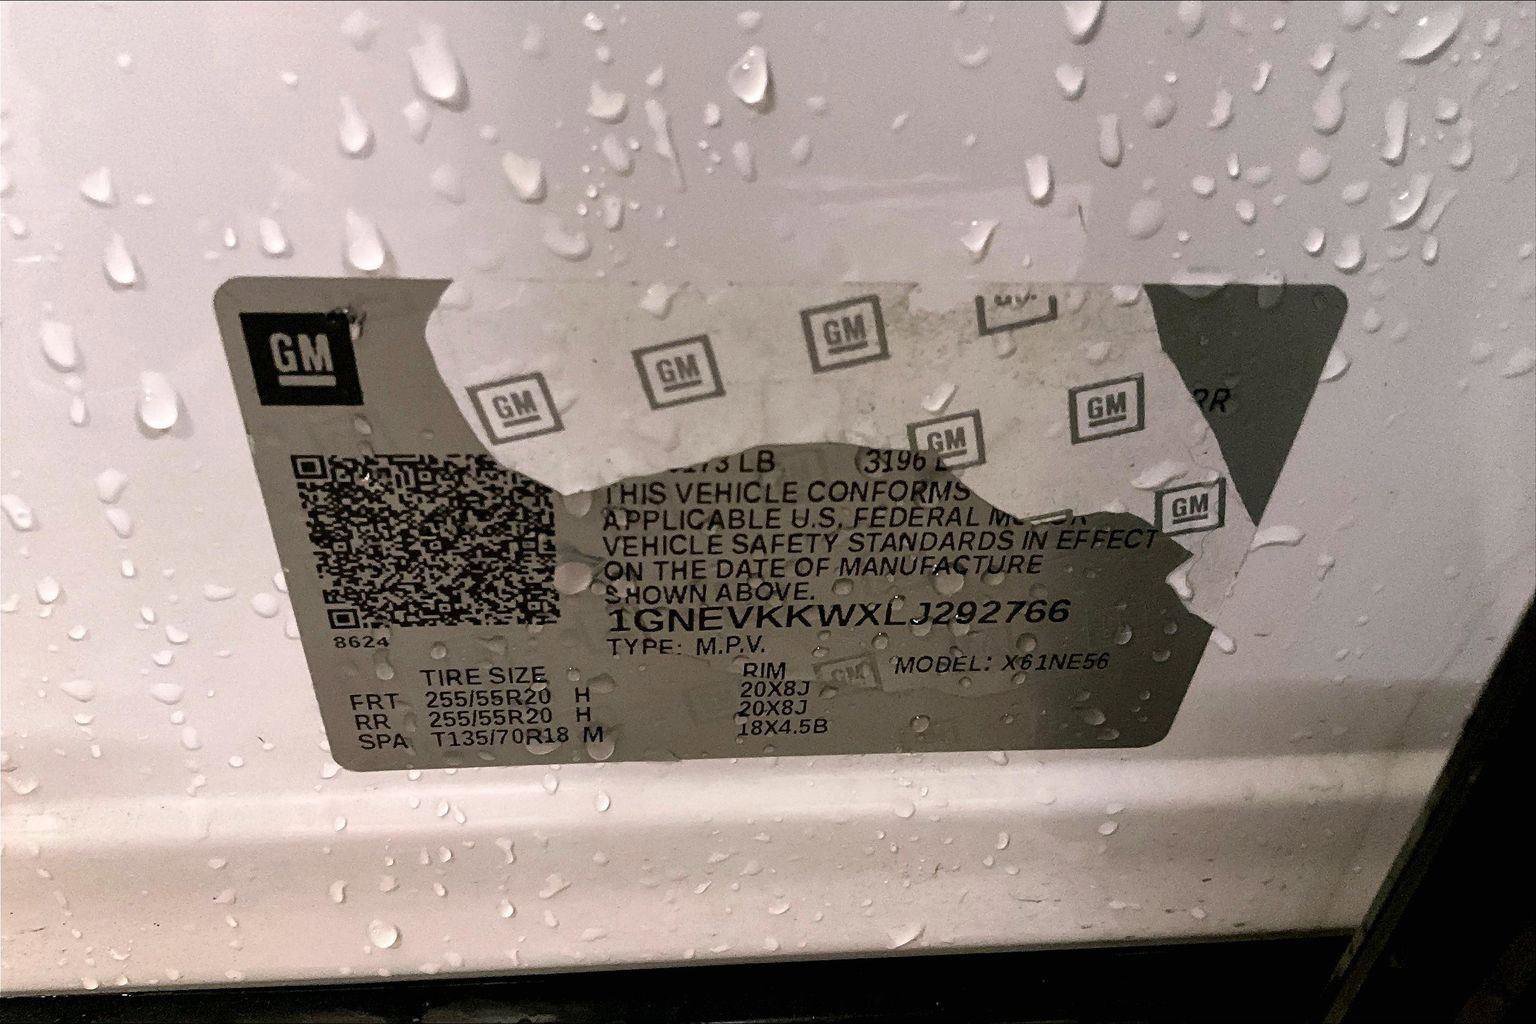 GM
GM
GM
GM
GM
GM
GM
RR
LB (3196
THIS VEHICLE CONFORMS
APPLICABLE U.S. FEDERAL
VEHICLE SAFETY STANDARDS IN EFFECT
ON THE DATE OF MANUFACTURE
SHOWN ABOVE.
1GNEVKKWXLJ292766
8624
TYPE: M.P.V.
GM
MODEL: X61NE56
TIRE SIZE RIM
FRT 255/55R20 H 20X8J
RR 255/55R20 H 20X8J
SPA T135/70R18 M 18X4.5B